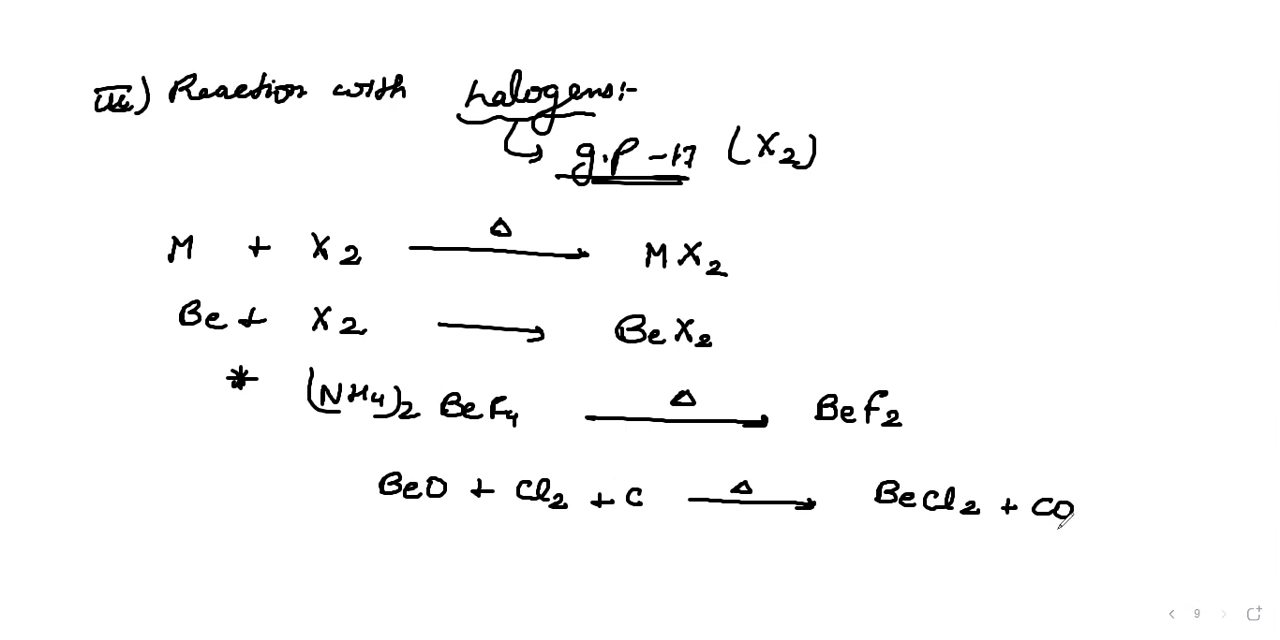 iii) Reaction with halogens:-
g.P-17 (X2)
M + X2 → Δ MX2
Be + X2 → BeX2
* (NH4)2 BeF4 → Δ BeF2
BeO + Cl2 + C → Δ BeCl2 + CO
< 9 >